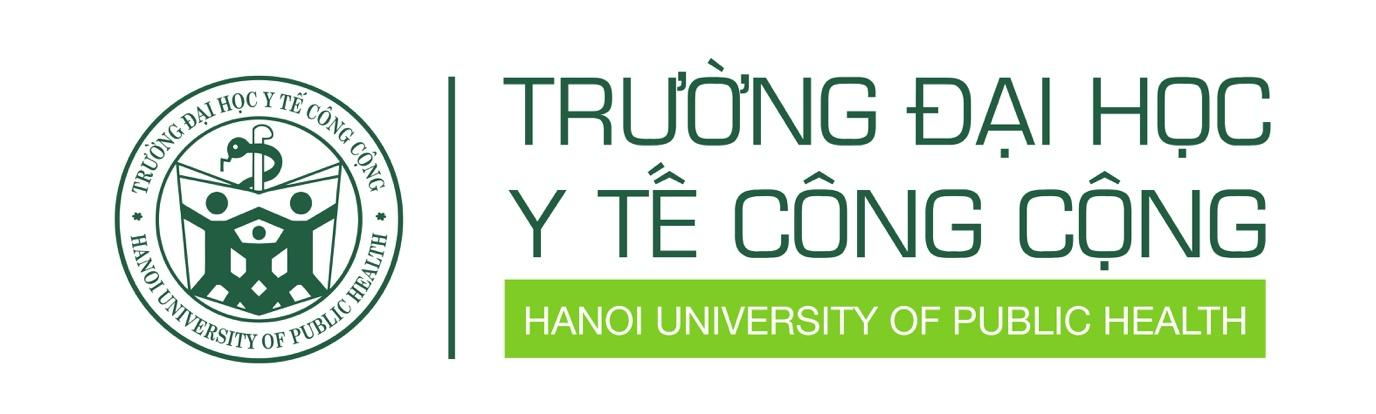 TRƯỜNG ĐẠI HỌC Y TẾ CÔNG CỘNG
* HANOI UNIVERSITY OF PUBLIC HEALTH *
TRƯỜNG ĐẠI HỌC
Y TẾ CÔNG CỘNG
HANOI UNIVERSITY OF PUBLIC HEALTH